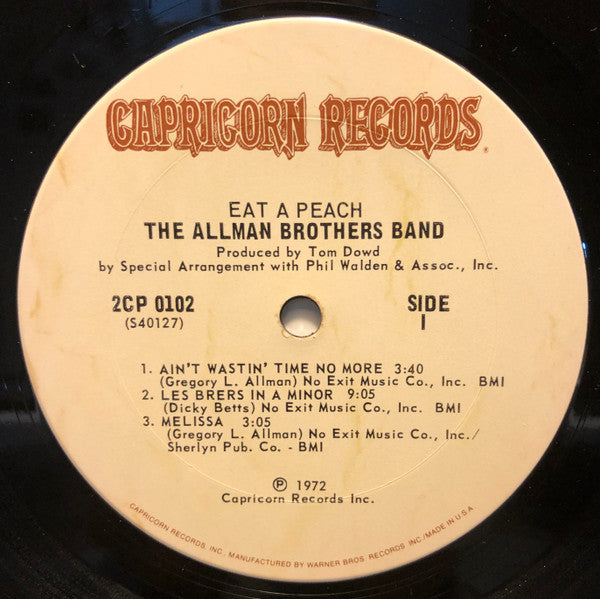 CAPRICORN RECORDS
EAT A PEACH
THE ALLMAN BROTHERS BAND
Produced by Tom Dowd
by Special Arrangement with Phil Walden & Assoc., Inc.
2CP 0102
(S40127)
SIDE
I
1. AIN'T WASTIN' TIME NO MORE 3:40
(Gregory L. Allman) No Exit Music Co., Inc. BMI
2. LES BRERS IN A MINOR 9:05
(Dicky Betts) No Exit Music Co., Inc. BMI
3. MELISSA 3:05
(Gregory L. Allman) No Exit Music Co., Inc./
Sherlyn Pub. Co. - BMI
℗ 1972
Capricorn Records Inc.
CAPRICORN RECORDS, INC., MANUFACTURED BY WARNER BROS. RECORDS INC./MADE IN U.S.A